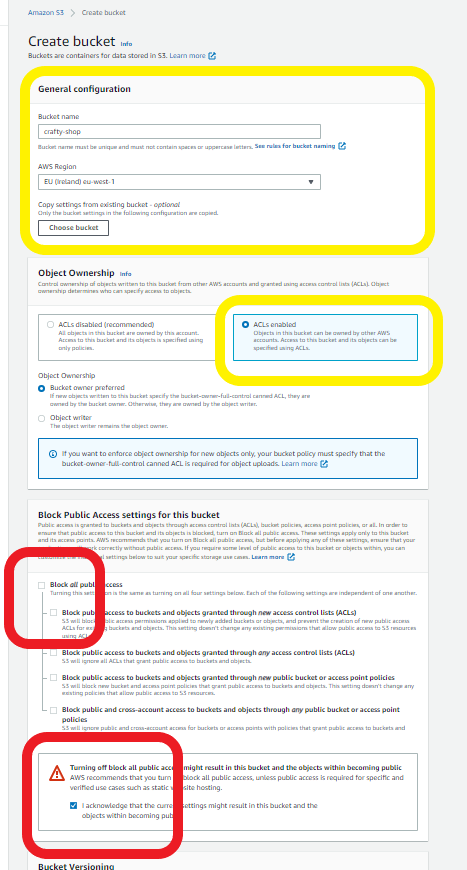 Amazon S3 > Create bucket
Create bucket Info
Buckets are containers for data stored in S3. Learn more
General configuration
Bucket name
crafty-shop
Bucket name must be unique and must not contain spaces or uppercase letters. See rules for bucket naming
AWS Region
EU (Ireland) eu-west-1
Copy settings from existing bucket - optional
Only the bucket settings in the following configuration are copied.
Choose bucket
Object Ownership Info
Control ownership of objects written to this bucket from other AWS accounts and granted using access control lists (ACLs). Object
ownership determines who can specify access to objects.
ACLs disabled (recommended)
All objects in this bucket are owned by this account.
Access to this bucket and its objects is specified using
only policies.
ACLs enabled
Objects in this bucket can be owned by other AWS
accounts. Access to this bucket and its objects can be
specified using ACLs.
Object Ownership
Bucket owner preferred
If new objects written to this bucket specify the bucket-owner-full-control canned ACL, they are
owned by the bucket owner. Otherwise, they are owned by the object writer.
Object writer
The object writer remains the object owner.
If you want to enforce object ownership for new objects only, your bucket policy must specify that the
bucket-owner-full-control canned ACL is required for object uploads. Learn more
Block Public Access settings for this bucket
Public access is granted to buckets and objects through access control lists (ACLs), bucket policies, access point policies, or all. In order to
ensure that public access to this bucket and its objects is blocked, turn on Block all public access. These settings apply only to this bucket
and its access points. AWS recommends that you turn on Block all public access, but before applying any of these settings, ensure that your
work correctly without public access. If you require some level of public access to this bucket or objects within, you can
settings below to suit your specific storage use cases. Learn more
Block all public access
Turning this setting on is the same as turning on all four settings below. Each of the following settings are independent of one another.
Block public access to buckets and objects granted through new access control lists (ACLs)
S3 will block public access permissions applied to newly added buckets or objects, and prevent the creation of new public access
ACLs for existing buckets and objects. This setting doesn't change any existing permissions that allow public access to S3 resources
using ACLs
Block public access to buckets and objects granted through any access control lists (ACLs)
S3 will ignore all ACLs that grant public access to buckets and objects.
Block public access to buckets and objects granted through new public bucket or access point policies
S3 will block new bucket and access point policies that grant public access to buckets and objects. This setting doesn't change any
existing policies that allow public access to S3 resources.
Block public and cross-account access to buckets and objects through any public bucket or access point
policies
S3 will ignore public and cross-account access for buckets or access points with policies that grant public access to buckets and
Turning off block all public access might result in this bucket and the objects within becoming public
AWS recommends that you turn block all public access, unless public access is required for specific and
verified use cases such as static website hosting.
I acknowledge that the current settings might result in this bucket and the
objects within becoming public
Bucket Versioning